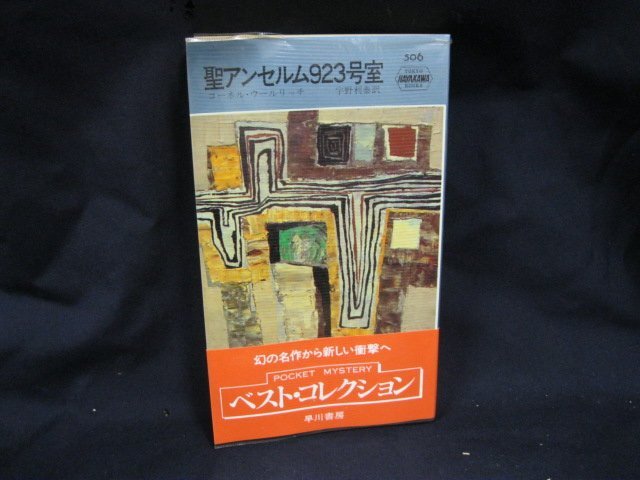 聖アンセルム923号室
コーネル・ウールリッチ 宇野利泰訳
506
TOKYO
HAYAKAWA
BOOKS
幻の名作から新しい衝撃へ
POCKET MYSTERY
ベスト・コレクション
早川書房